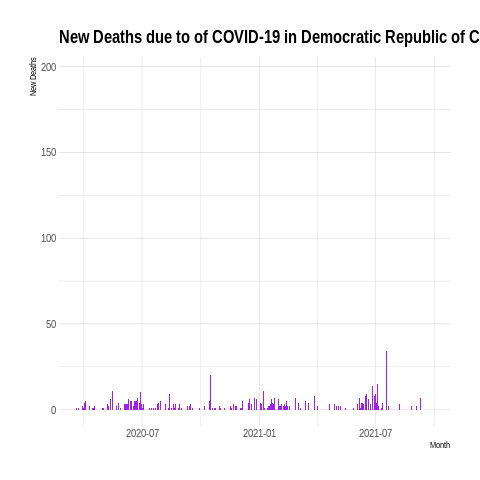 New Deaths due to of COVID-19 in Democratic Republic of C
New Deaths
200
150
100
50
0
2020-07
2021-01
2021-07
Month